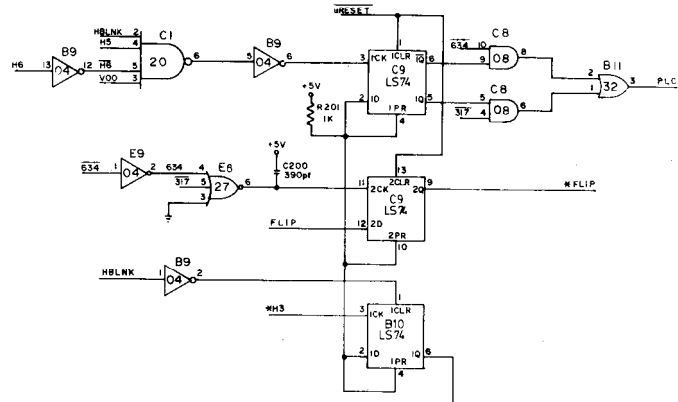 uRESET
HBLNK 2
H5 4
H6 13 B9 04 12 H6 5
VOO 3
C1 20 6
5 B9 04 6
3 1CK 1 1CLR Q 6
C9 LS74
2 1D 1PR 1Q 5
4
+5V
R201
1K
634 10
9
C8
08 8
C8
5
317 4
08 6
2
1
B11
32 3 PLC
634 1 E9 04 2 634 4
317 5
3
E8
27 6
+5V
C200
390pf
13
11 2CK 2CLR 2Q 9 *FLIP
C9
LS74
FLIP 12 2D
2PR
10
HBLNK 1 B9 04 2
1
*H3 3 1CK 1CLR
B10
LS74
2 1D 1Q 6
1PR
4